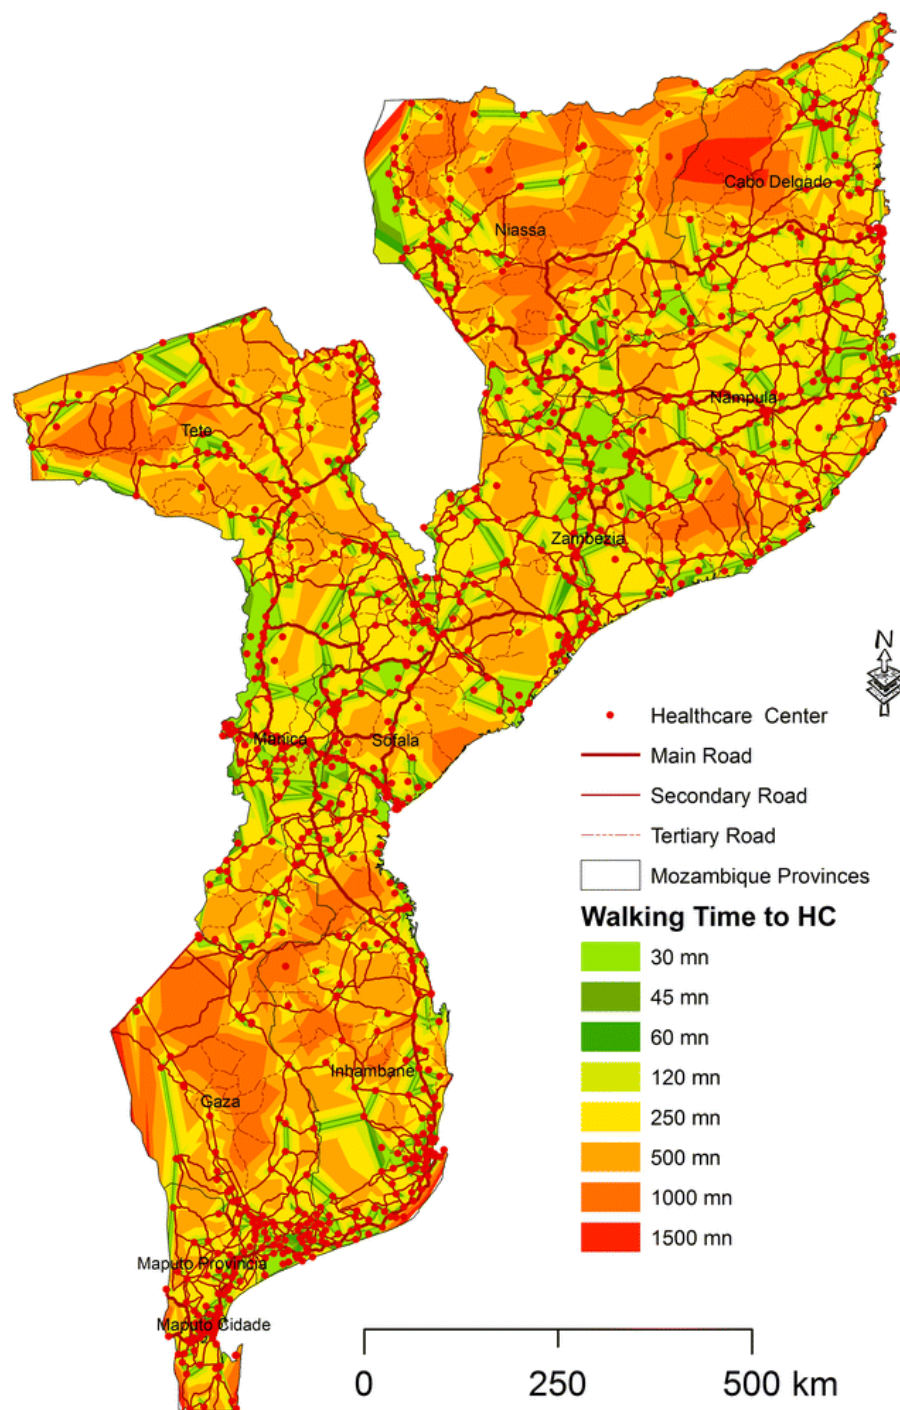 Cabo Delgado
Niassa
Nampula
Tete
Zambezia
N
Healthcare Center
Main Road
Manica
Sofala
Secondary Road
Tertiary Road
Mozambique Provinces
Walking Time to HC
30 mn
45 mn
60 mn
Inhambane
120 mn
Gaza
250 mn
500 mn
1000 mn
1500 mn
Maputo Provincia
Maputo Cidade
0 250 500 km